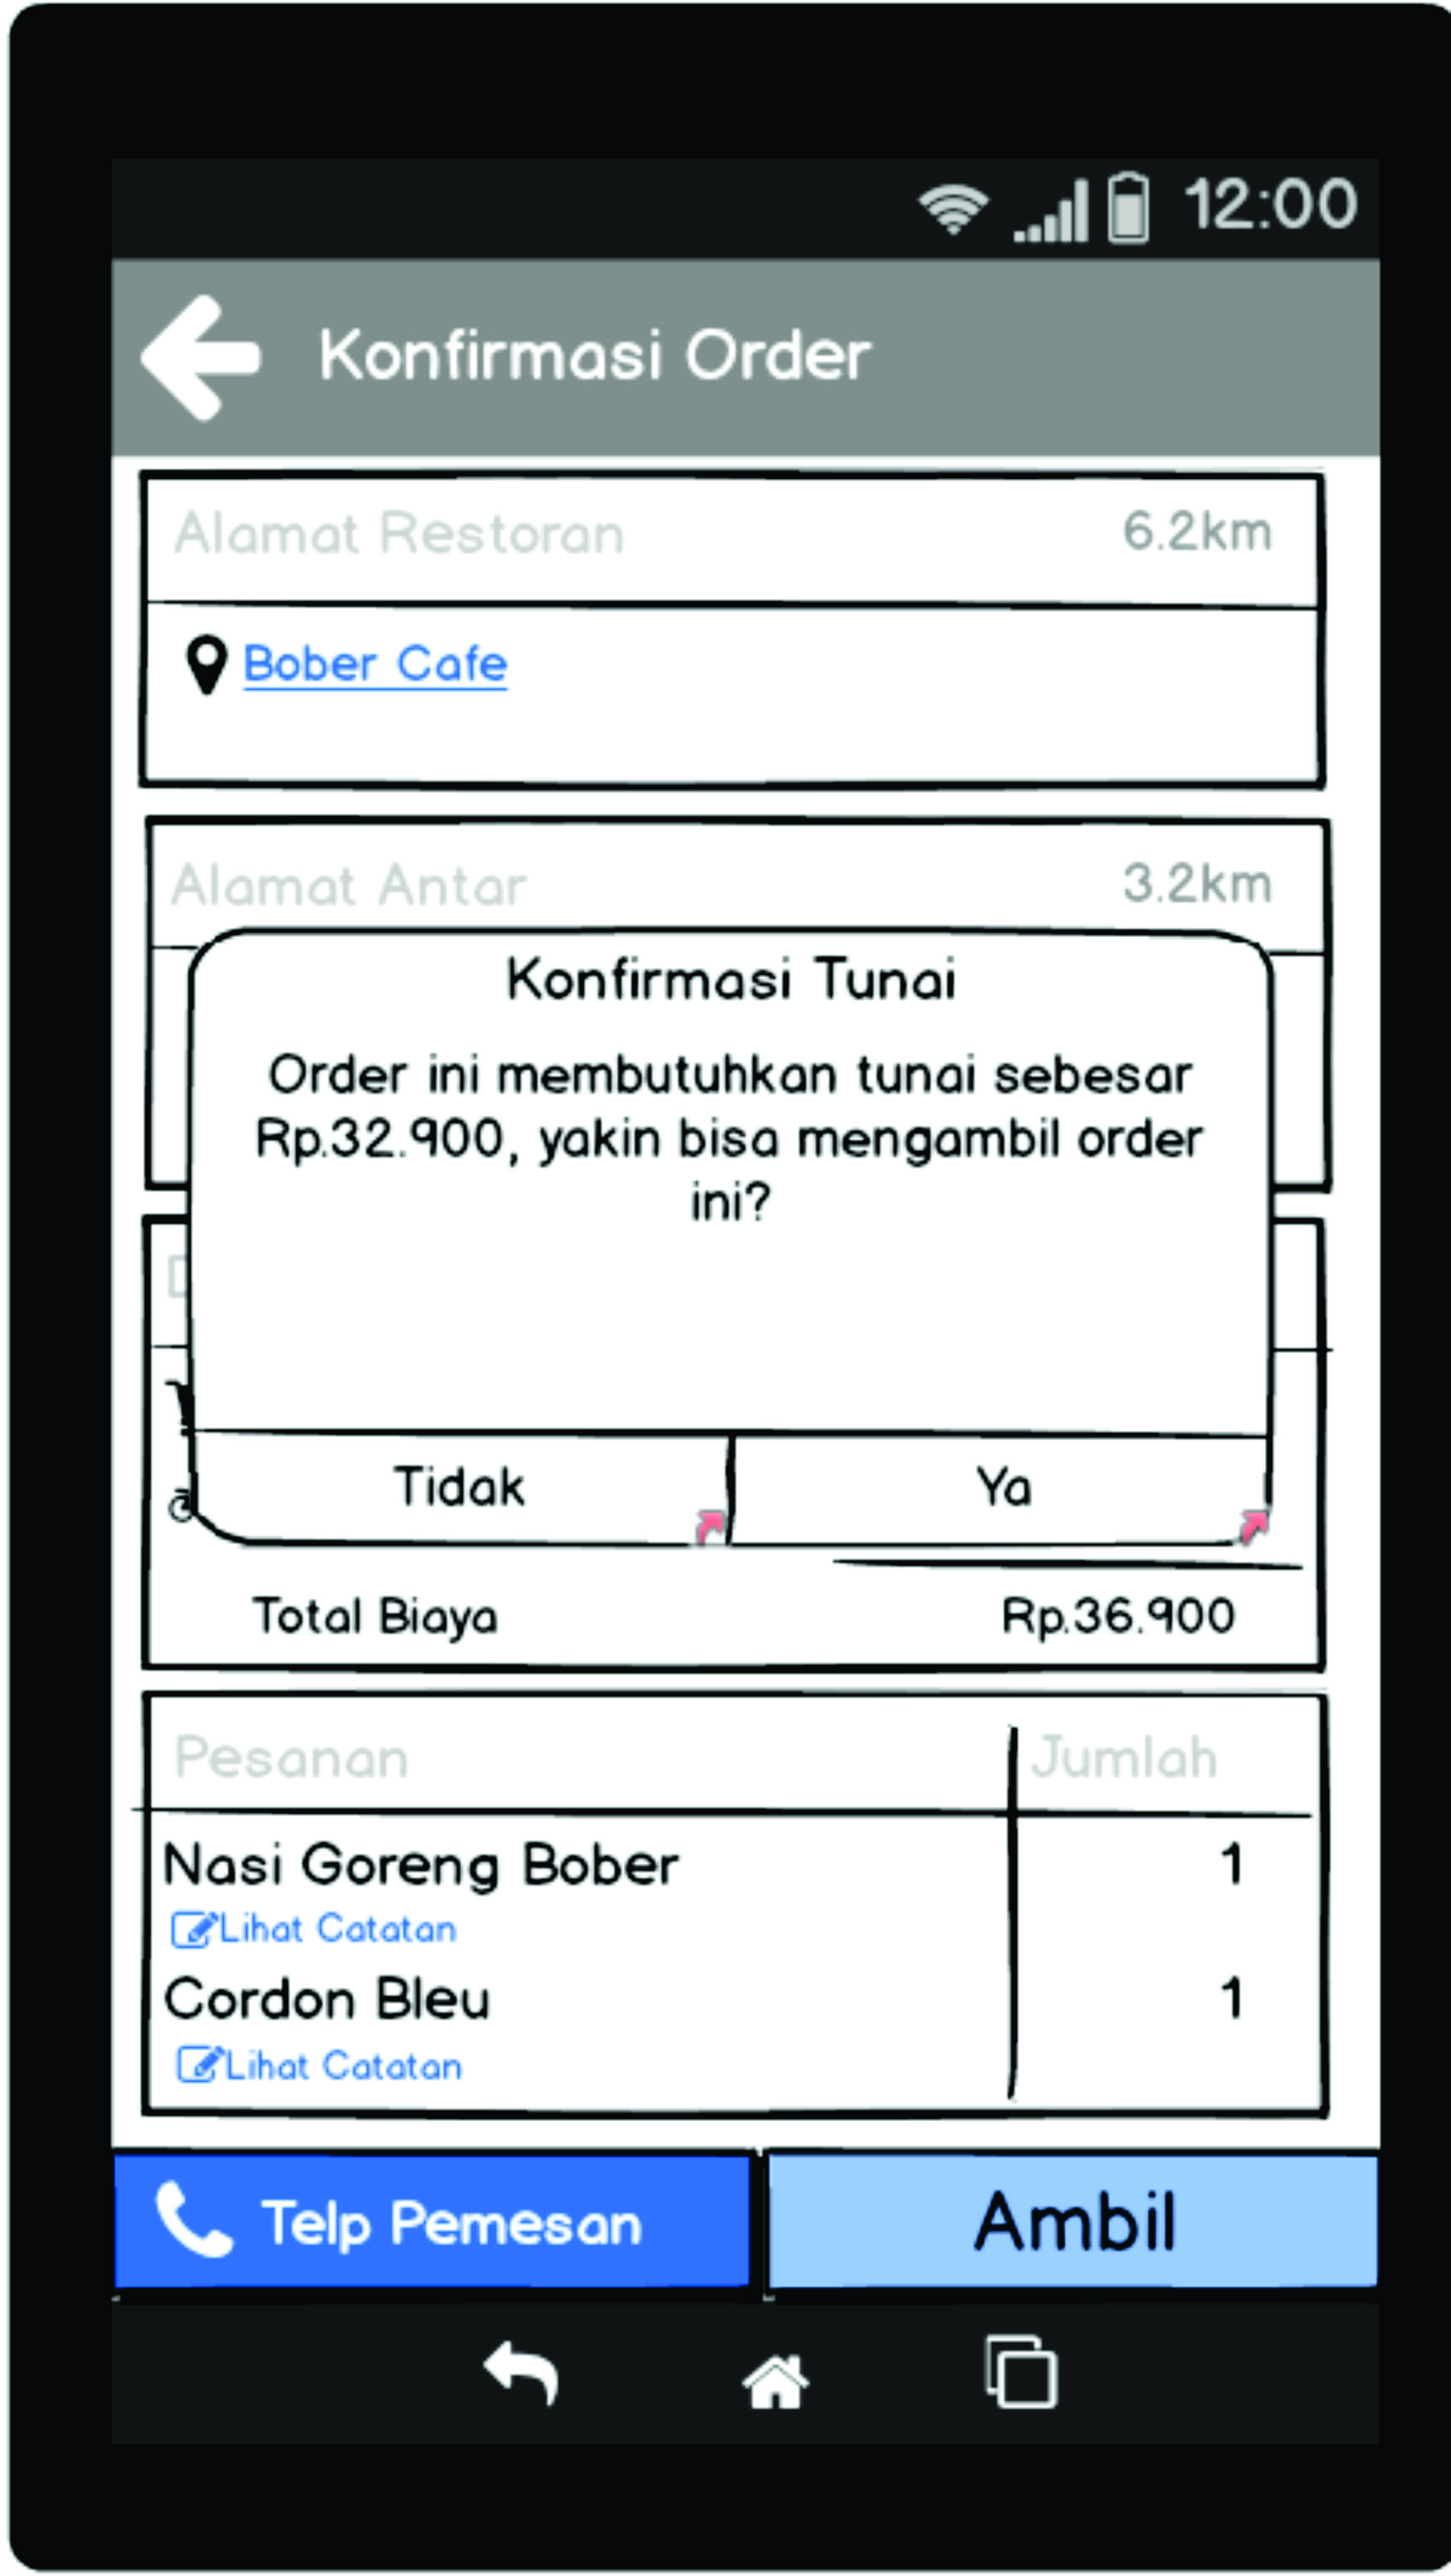 12:00
Konfirmasi Order
Alamat Restoran 6.2km
Bober Cafe
Alamat Antar 3.2km
Konfirmasi Tunai
Order ini membutuhkan tunai sebesar
Rp.32.900, yakin bisa mengambil order
ini?
Tidak Ya
Total Biaya Rp.36.900
Pesanan Jumlah
Nasi Goreng Bober 1
Lihat Catatan
Cordon Bleu 1
Lihat Catatan
Telp Pemesan Ambil